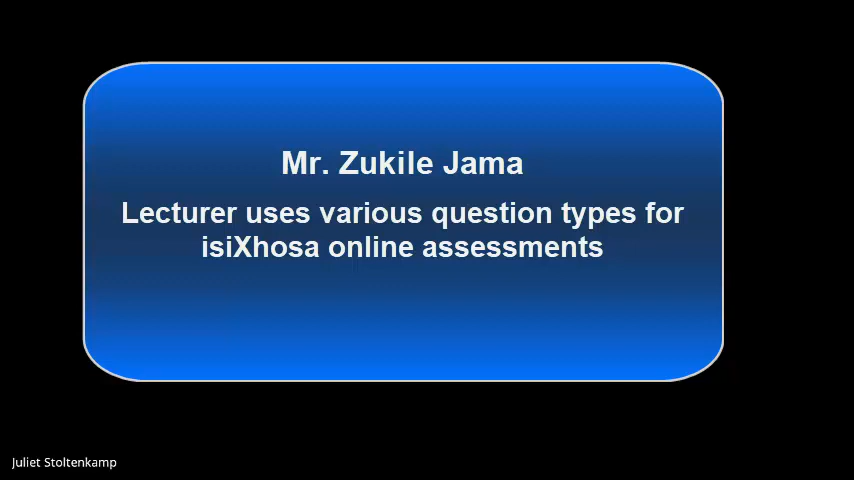 Mr. Zukile Jama
Lecturer uses various question types for
isiXhosa online assessments
Juliet Stoltenkamp